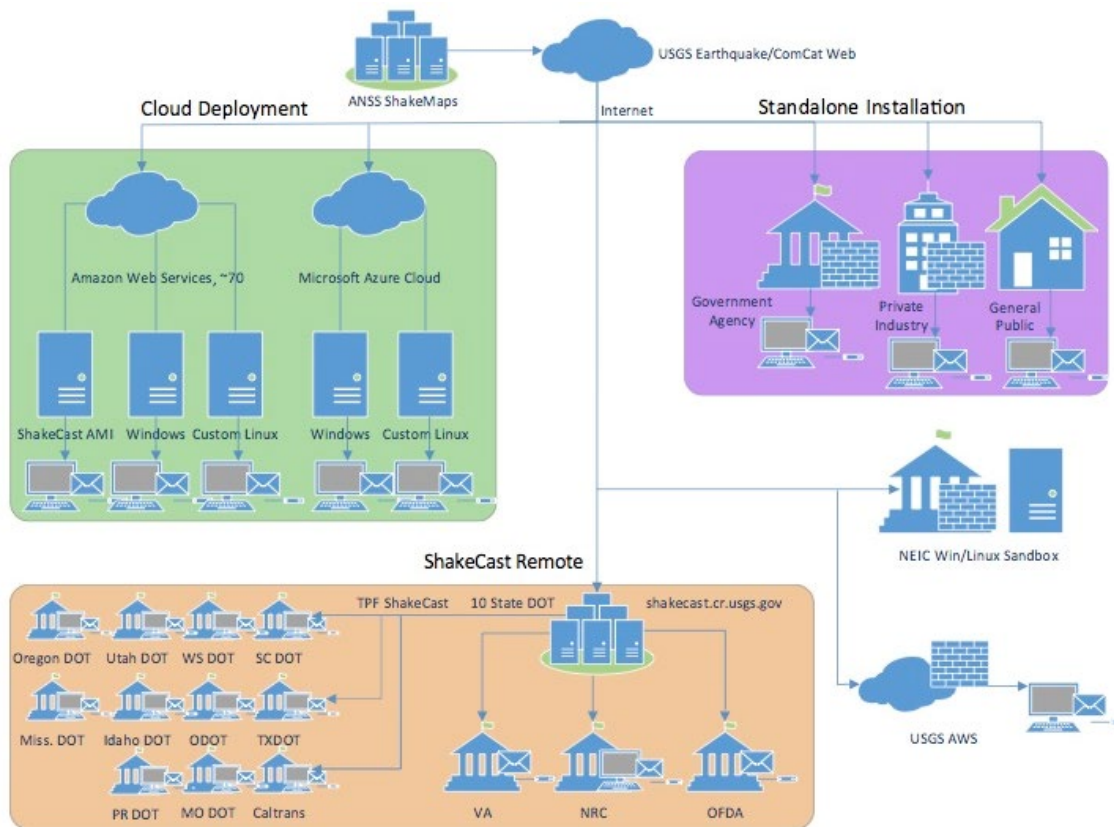 USGS Earthquake/ComCat Web
ANSS ShakeMaps
Cloud Deployment
Internet
Standalone Installation
Amazon Web Services, ~70
Microsoft Azure Cloud
Government
Agency
Private
Industry
General
Public
ShakeCast AMI
Windows
Custom Linux
Windows
Custom Linux
NEIC Win/Linux Sandbox
ShakeCast Remote
TPF ShakeCast
10 State DOT
shakecast.cr.usgs.gov
Oregon DOT
Utah DOT
WS DOT
SC DOT
Miss. DOT
Idaho DOT
ODOT
TXDOT
USGS AWS
PR DOT
MO DOT
Caltrans
VA
NRC
OFDA